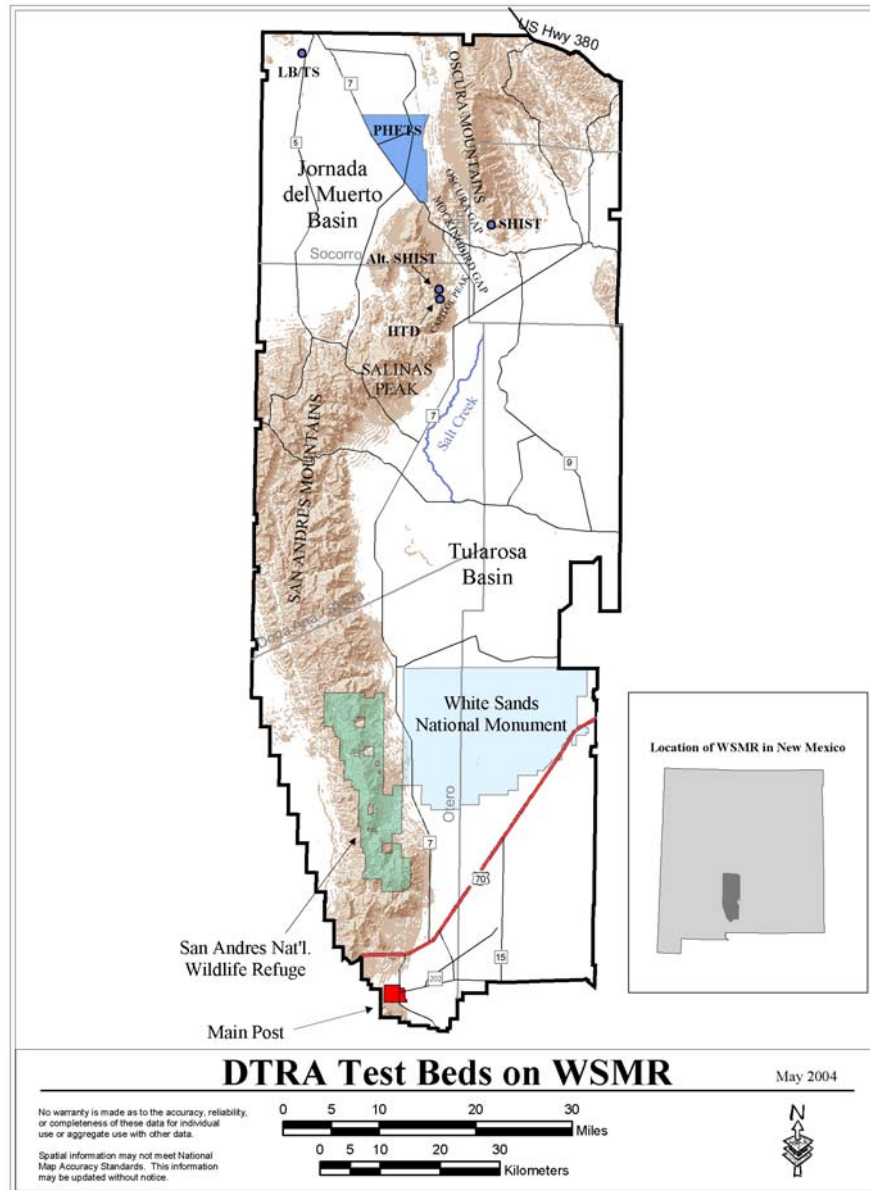 US Hwy 380
LB/TS
7
OSCURA MOUNTAINS
PHETS
5
Jornada
del Muerto
Basin
OSCURA GAP
MOCKINGBIRD GAP
SHIST
Socorro
Alt. SHIST
CAPITOL PEAK
HTD
SALINAS
PEAK
7
Salt Creek
9
SAN ANDRES MOUNTAINS
Tularosa
Basin
Dona Ana
White Sands
National Monument
Otero
7
70
San Andres Nat'l.
Wildlife Refuge
15
202
Main Post
Location of WSMR in New Mexico
DTRA Test Beds on WSMR
May 2004
No warranty is made as to the accuracy, reliability,
or completeness of these data for individual
use or aggregate use with other data.
Spatial information may not meet National
Map Accuracy Standards. This information
may be updated without notice.
0 5 10 20 30
Miles
0 5 10 20 30
Kilometers
N